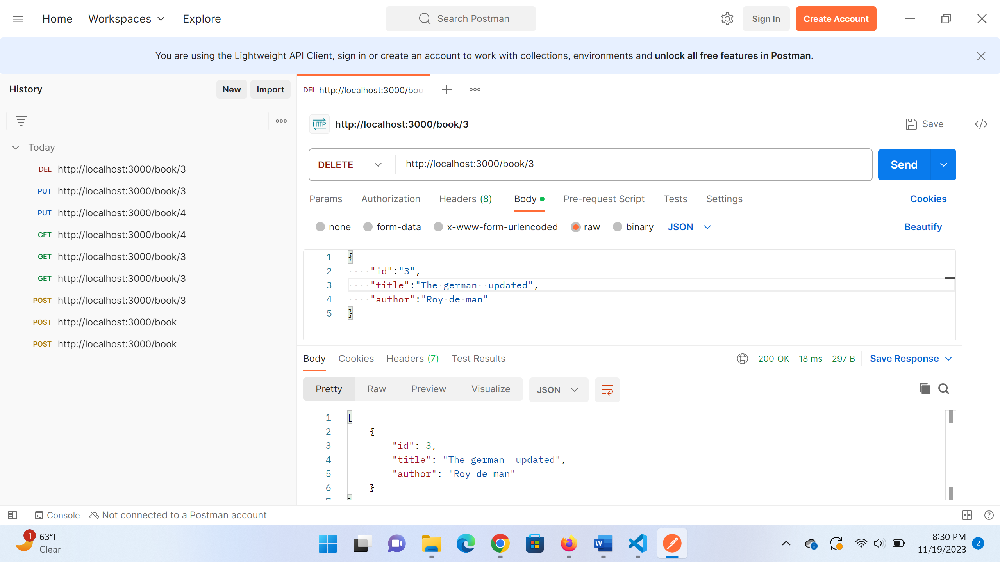 Home
Workspaces
Explore
Search Postman
Sign In
Create Account
You are using the Lightweight API Client, sign in or create an account to work with collections, environments and unlock all free features in Postman.
History
New
Import
DEL http://localhost:3000/boo
HTTP
http://localhost:3000/book/3
Save
Today
DEL http://localhost:3000/book/3
PUT http://localhost:3000/book/3
PUT http://localhost:3000/book/4
GET http://localhost:3000/book/4
GET http://localhost:3000/book/3
GET http://localhost:3000/book/3
POST http://localhost:3000/book/3
POST http://localhost:3000/book
POST http://localhost:3000/book
DELETE
http://localhost:3000/book/3
Send
Params
Authorization
Headers (8)
Body
Pre-request Script
Tests
Settings
Cookies
none
form-data
x-www-form-urlencoded
raw
binary
JSON
Beautify
1 {
2 "id":"3",
3 "title":"The german  updated",
4 "author":"Roy de man"
5 }
Body
Cookies
Headers (7)
Test Results
200 OK
18 ms
297 B
Save Response
Pretty
Raw
Preview
Visualize
JSON
1 [
2 {
3 "id": 3,
4 "title": "The german  updated",
5 "author": "Roy de man"
6 }
7 ]
Console
Not connected to a Postman account
1
63°F
Clear
W
8:30 PM
11/19/2023
2